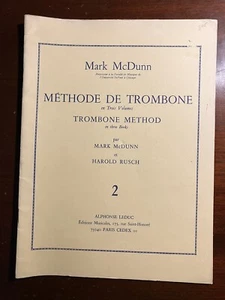 Mark McDunn
MÉTHODE DE TROMBONE
en Trois Volumes
TROMBONE METHOD
in three Books
par
MARK McDUNN
et
HAROLD RUSCH
2
ALPHONSE LEDUC
Éditions Musicales, 175, rue Saint-Honoré
75040 PARIS CEDEX 01